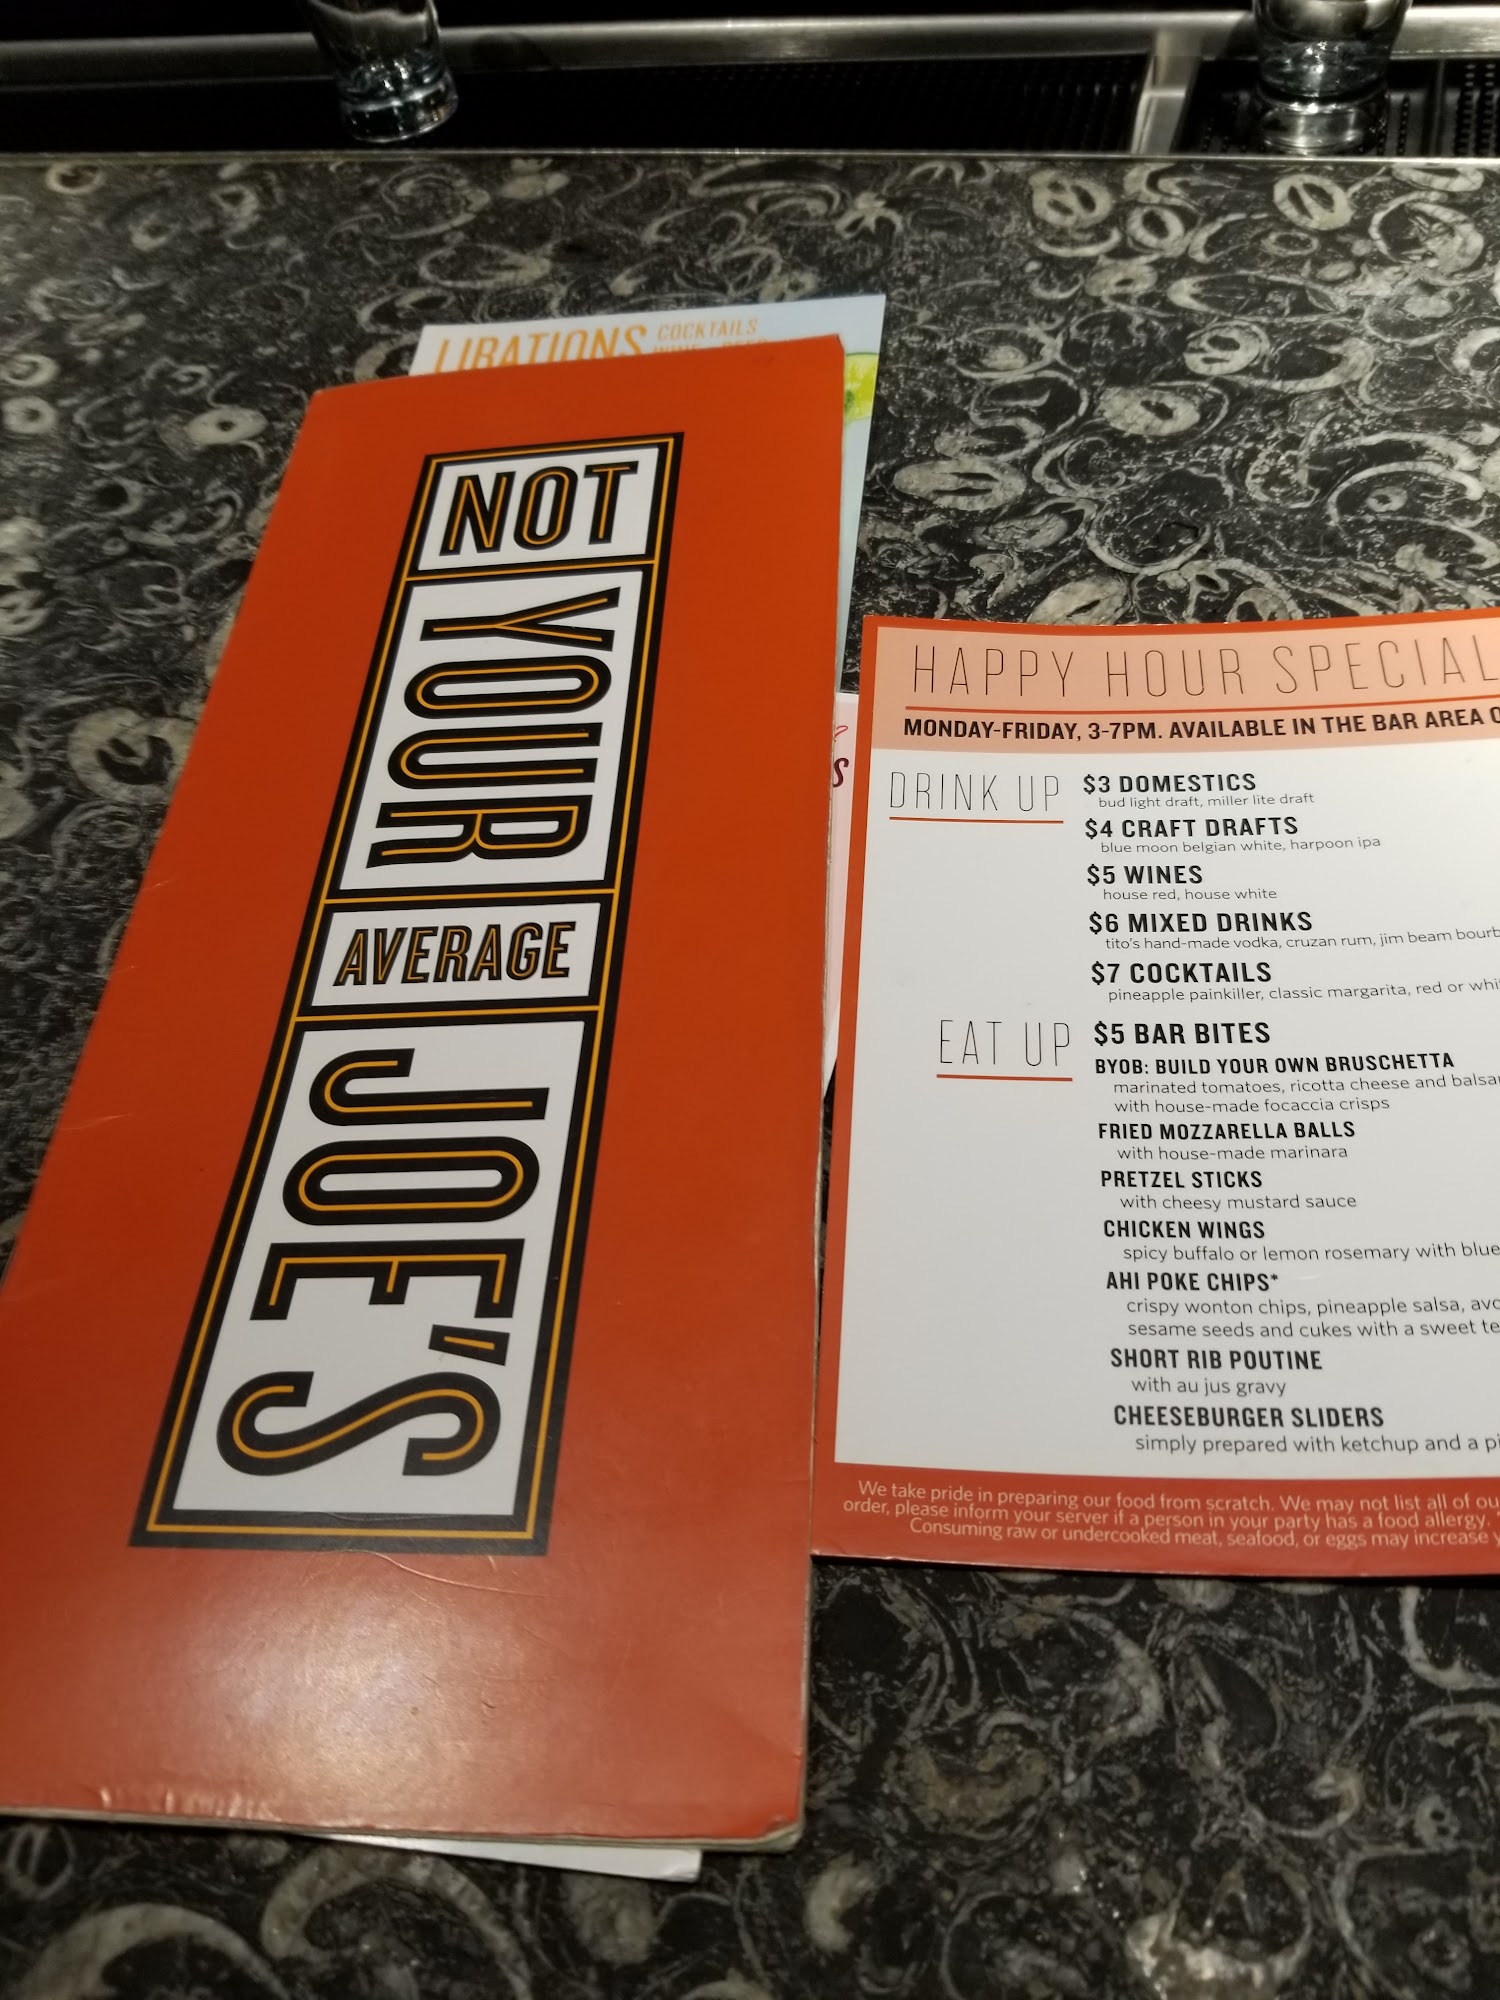 LIBATIONS COCKTAILS
NOT
YOUR
AVERAGE
JOE'S
S
HAPPY HOUR SPECIAL
MONDAY-FRIDAY, 3-7PM. AVAILABLE IN THE BAR AREA
DRINK UP
$3 DOMESTICS
bud light draft, miller lite draft
$4 CRAFT DRAFTS
blue moon belgian white, harpoon ipa
$5 WINES
house red, house white
$6 MIXED DRINKS
tito's hand-made vodka, cruzan rum, jim beam bourb
$7 COCKTAILS
pineapple painkiller, classic margarita, red or whi
EAT UP
$5 BAR BITES
BYOB: BUILD YOUR OWN BRUSCHETTA
marinated tomatoes, ricotta cheese and balsa
with house-made focaccia crisps
FRIED MOZZARELLA BALLS
with house-made marinara
PRETZEL STICKS
with cheesy mustard sauce
CHICKEN WINGS
spicy buffalo or lemon rosemary with blue
AHI POKE CHIPS*
crispy wonton chips, pineapple salsa, avo
sesame seeds and cukes with a sweet te
SHORT RIB POUTINE
with au jus gravy
CHEESEBURGER SLIDERS
simply prepared with ketchup and a pi
We take pride in preparing our food from scratch. We may not list all of ou
order, please inform your server if a person in your party has a food allergy.
Consuming raw or undercooked meat, seafood, or eggs may increase y